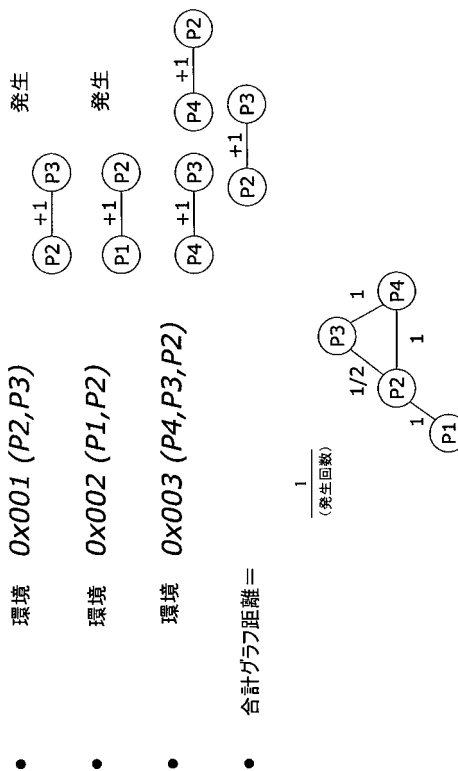 • 環境 0x001 (P2,P3) P2 +1 P3 発生
• 環境 0x002 (P1,P2) P1 +1 P2 発生
• 環境 0x003 (P4,P3,P2) P4 +1 P3 P4 +1 P2
P2 +1 P3
• 合計グラフ距離＝
1
(発生回数)
P3
1/2 1
P2 1 P4
1
P1